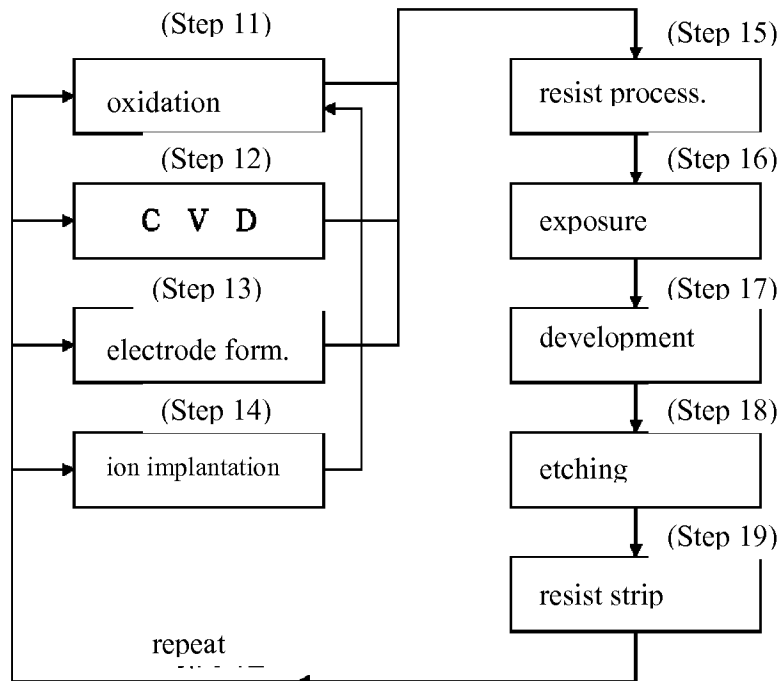 (Step 11)
oxidation
(Step 12)
C V D
(Step 13)
electrode form.
(Step 14)
ion implantation
(Step 15)
resist process.
(Step 16)
exposure
(Step 17)
development
(Step 18)
etching
(Step 19)
resist strip
repeat